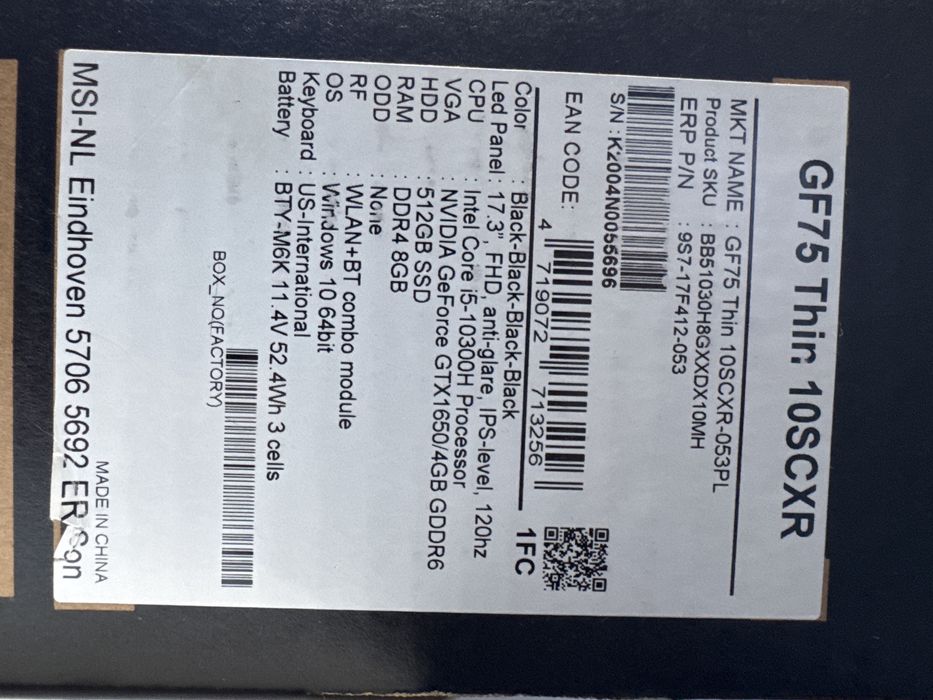 GF75 Thin 10SCXR
MKT NAME : GF75 Thin 10SCXR-053PL
Product SKU : BB51030H8GXXDX10MH
ERP P/N : 9S7-17F412-053
S/N : K2004N0055696
EAN CODE:
4 719072 713256
1FC
Color : Black-Black-Black-Black
Led Panel : 17.3", FHD, anti-glare, IPS-level, 120hz
CPU : Intel Core i5-10300H Processor
VGA : NVIDIA GeForce GTX1650/4GB GDDR6
HDD : 512GB SSD
RAM : DDR4 8GB
ODD : None
RF : WLAN+BT combo module
OS : Windows 10 64bit
Keyboard : US-International
Battery : BTY-M6K 11.4V 52.4Wh 3 cells
BOX_NO(FACTORY)
MADE IN CHINA
MSI-NL Eindhoven 5706 5692 ER Son